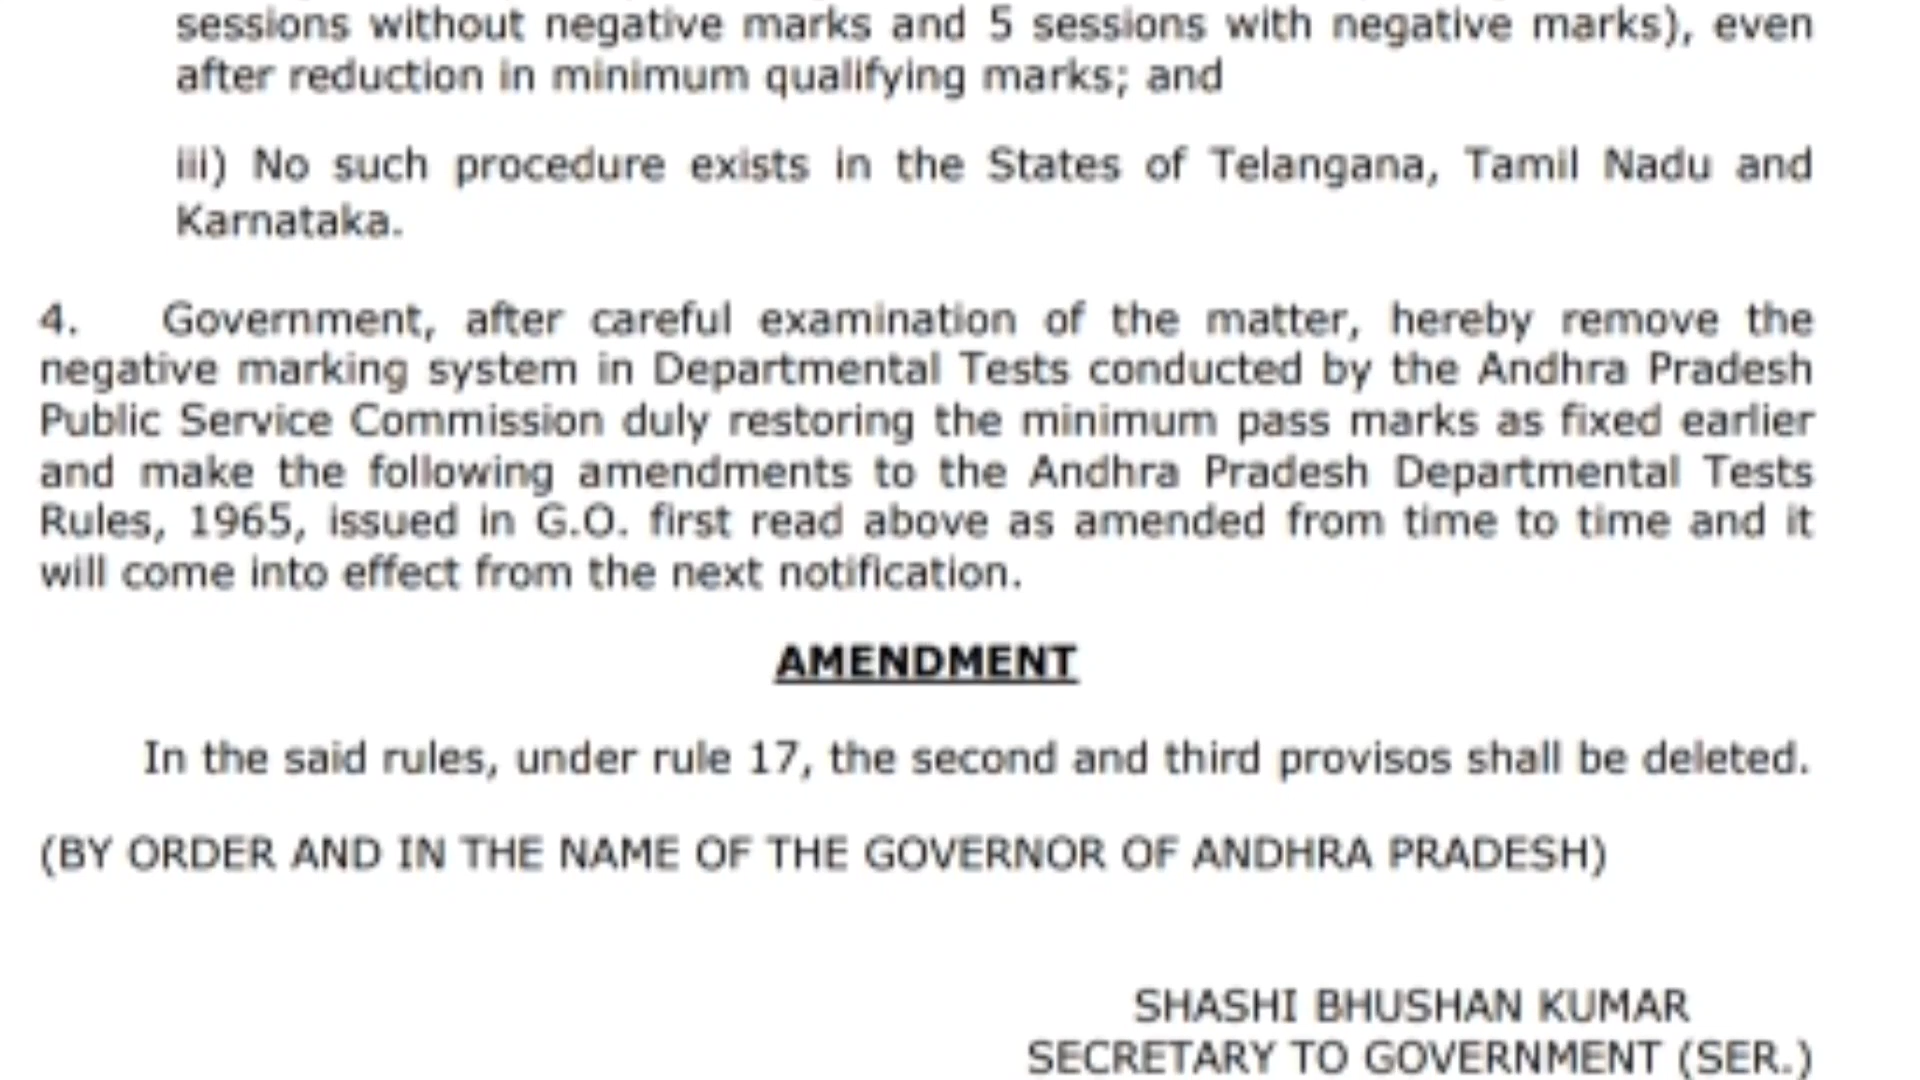 sessions without negative marks and 5 sessions with negative marks), even
after reduction in minimum qualifying marks; and
iii) No such procedure exists in the States of Telangana, Tamil Nadu and
Karnataka.
4. Government, after careful examination of the matter, hereby remove the
negative marking system in Departmental Tests conducted by the Andhra Pradesh
Public Service Commission duly restoring the minimum pass marks as fixed earlier
and make the following amendments to the Andhra Pradesh Departmental Tests
Rules, 1965, issued in G.O. first read above as amended from time to time and it
will come into effect from the next notification.
AMENDMENT
In the said rules, under rule 17, the second and third provisos shall be deleted.
(BY ORDER AND IN THE NAME OF THE GOVERNOR OF ANDHRA PRADESH)
SHASHI BHUSHAN KUMAR
SECRETARY TO GOVERNMENT (SER.)